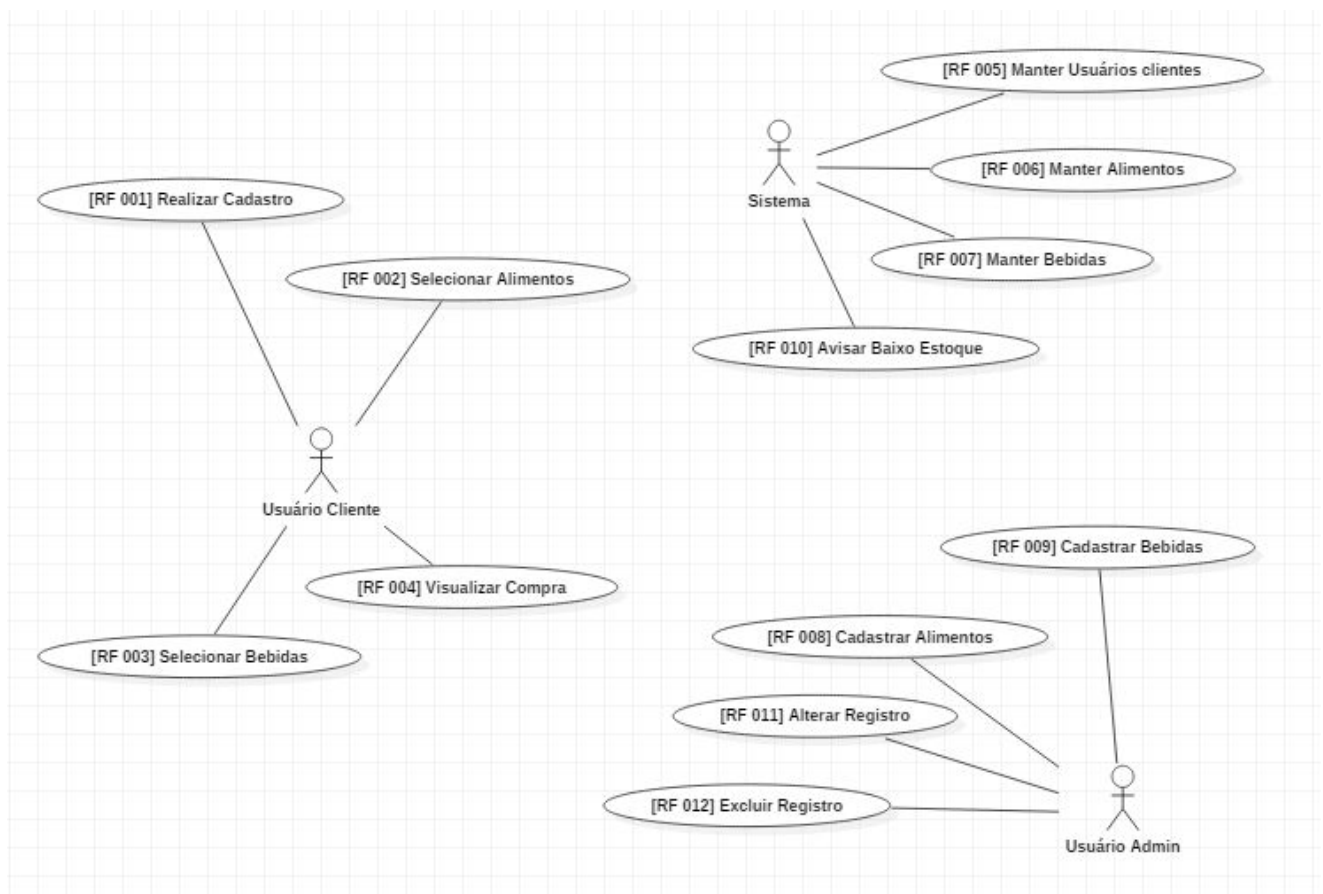 [RF 005] Manter Usuários clientes
[RF 006] Manter Alimentos
Sistema
[RF 007] Manter Bebidas
[RF 010] Avisar Baixo Estoque
[RF 001] Realizar Cadastro
[RF 002] Selecionar Alimentos
Usuário Cliente
[RF 004] Visualizar Compra
[RF 003] Selecionar Bebidas
[RF 009] Cadastrar Bebidas
[RF 008] Cadastrar Alimentos
[RF 011] Alterar Registro
[RF 012] Excluir Registro
Usuário Admin